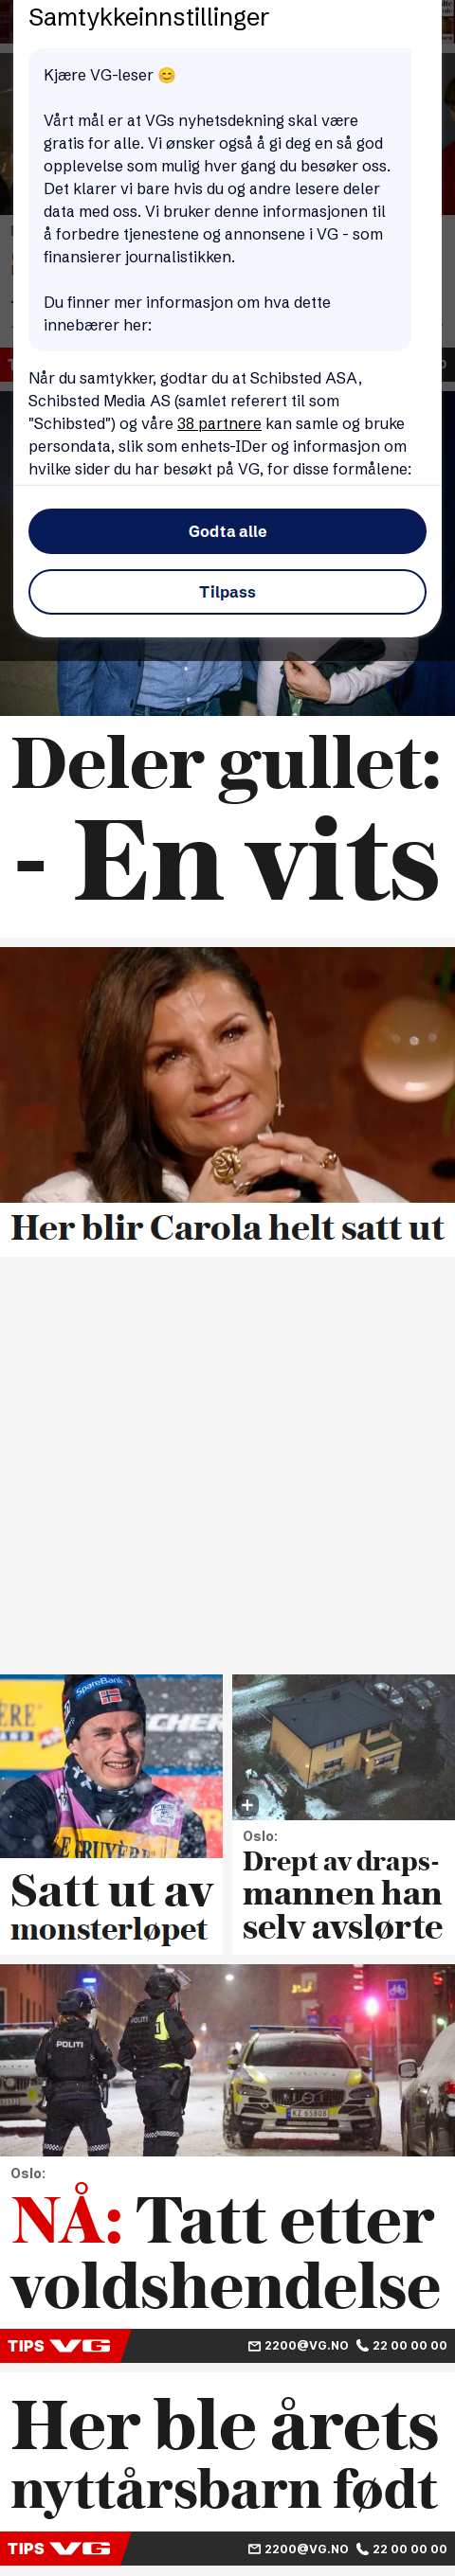 Samtykkeinnstillinger
Kjære VG-leser 😊
Vårt mål er at VGs nyhetsdekning skal være
gratis for alle. Vi ønsker også å gi deg en så god
opplevelse som mulig hver gang du besøker oss.
Det klarer vi bare hvis du og andre lesere deler
data med oss. Vi bruker denne informasjonen til
å forbedre tjenestene og annonsene i VG - som
finansierer journalistikken.
Du finner mer informasjon om hva dette
innebærer her:
Når du samtykker, godtar du at Schibsted ASA,
Schibsted Media AS (samlet referert til som
"Schibsted") og våre 38 partnere kan samle og bruke
persondata, slik som enhets-IDer og informasjon om
hvilke sider du har besøkt på VG, for disse formålene:
Godta alle
Tilpass
Deler gullet:
- En vits
Her blir Carola helt satt ut
SpareBank
Satt ut av
monsterløpet
Oslo:
Drept av draps-
mannen han
selv avslørte
POLITI
POLITI
Oslo:
NÅ: Tatt etter
voldshendelse
TIPS VG 2200@VG.NO 22 00 00 00
Her ble årets
nyttårsbarn født
TIPS VG 2200@VG.NO 22 00 00 00